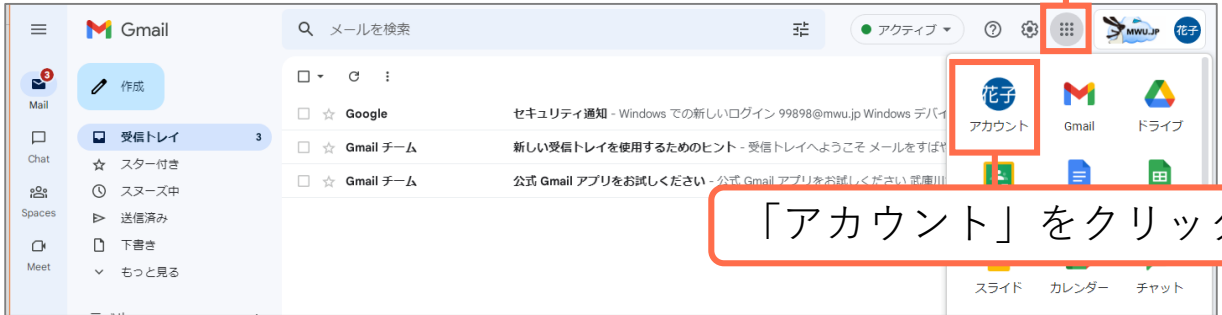 Gmail
メールを検索
アクティブ
MWU.JP
花子
3
Mail
作成
Chat
Spaces
Meet
受信トレイ 3
スター付き
スヌーズ中
送信済み
下書き
もっと見る
Google セキュリティ通知 - Windows での新しいログイン 99898@mwu.jp Windows デバイ
Gmail チーム 新しい受信トレイを使用するためのヒント - 受信トレイへようこそ メールをすばや
Gmail チーム 公式 Gmail アプリをお試しください - 公式 Gmail アプリをお試しください 武庫川
花子
アカウント Gmail ドライブ
「アカウント」をクリック
スライド カレンダー チャット